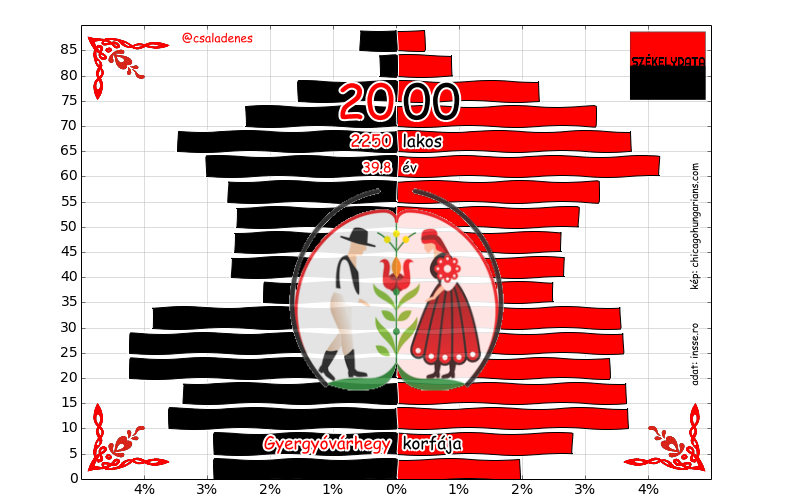 @csaladenes
SZÉKELYDATA
2000
2250 lakos
39.8 év
kép: chicagohungarians.com
adat: insse.ro
Gyergyóvárhegy korfája
85
80
75
70
65
60
55
50
45
40
35
30
25
20
15
10
5
0
4% 3% 2% 1% 0% 1% 2% 3% 4%